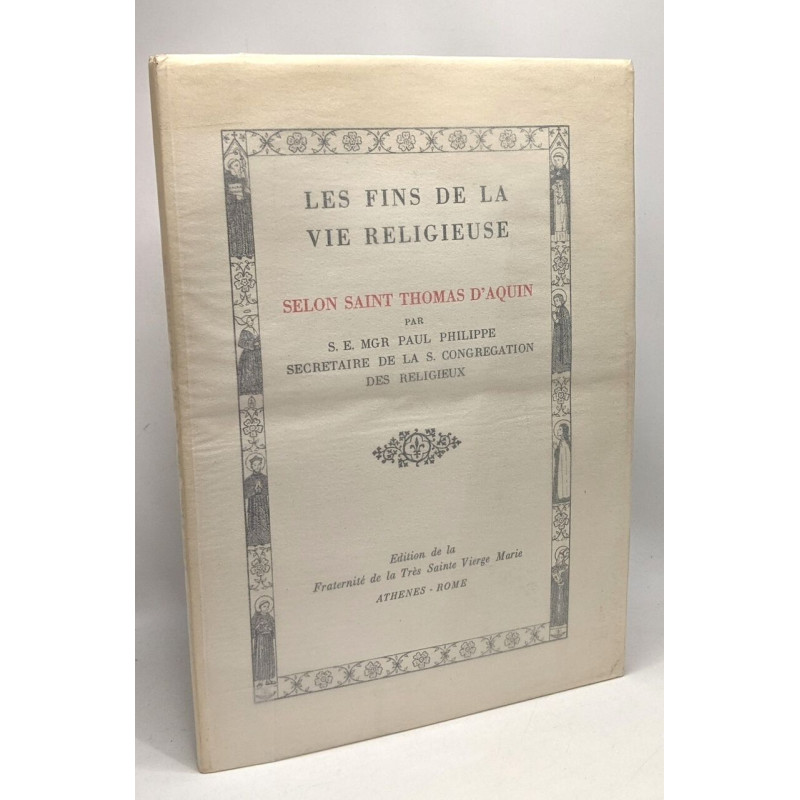 LES FINS DE LA
VIE RELIGIEUSE
SELON SAINT THOMAS D'AQUIN
PAR
S. E. MGR PAUL PHILIPPE
SECRETAIRE DE LA S. CONGREGATION
DES RELIGIEUX
Edition de la
Fraternité de la Très Sainte Vierge Marie
ATHENES - ROME